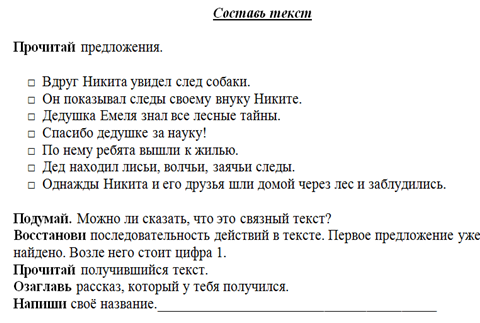 Составь текст
Прочитай предложения.
□ Вдруг Никита увидел след собаки.
□ Он показывал следы своему внуку Никите.
□ Дедушка Емеля знал все лесные тайны.
□ Спасибо дедушке за науку!
□ По нему ребята вышли к жилью.
□ Дед находил лисьи, волчьи, заячьи следы.
□ Однажды Никита и его друзья шли домой через лес и заблудились.
Подумай. Можно ли сказать, что это связный текст?
Восстанови последовательность действий в тексте. Первое предложение уже
найдено. Возле него стоит цифра 1.
Прочитай получившийся текст.
Озаглавь рассказ, который у тебя получился.
Напиши своё название.________________________________________